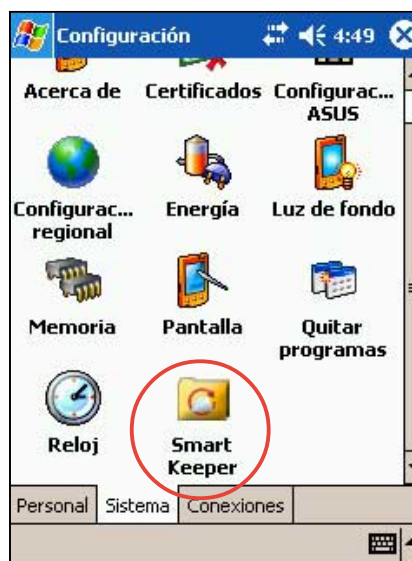 Configuración 4:49
Acerca de Certificados Configurac...
ASUS
Configurac...
regional Energía Luz de fondo
Memoria Pantalla Quitar
programas
Reloj Smart
Keeper
Personal Sistema Conexiones